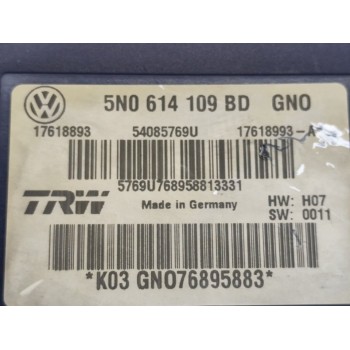 5N0 614 109 BD GNO
17618893 54085769U 17618993-A
5769U768958813331
TRW Made in Germany HW: H07
SW: 0011
*K03 GNO76895883*